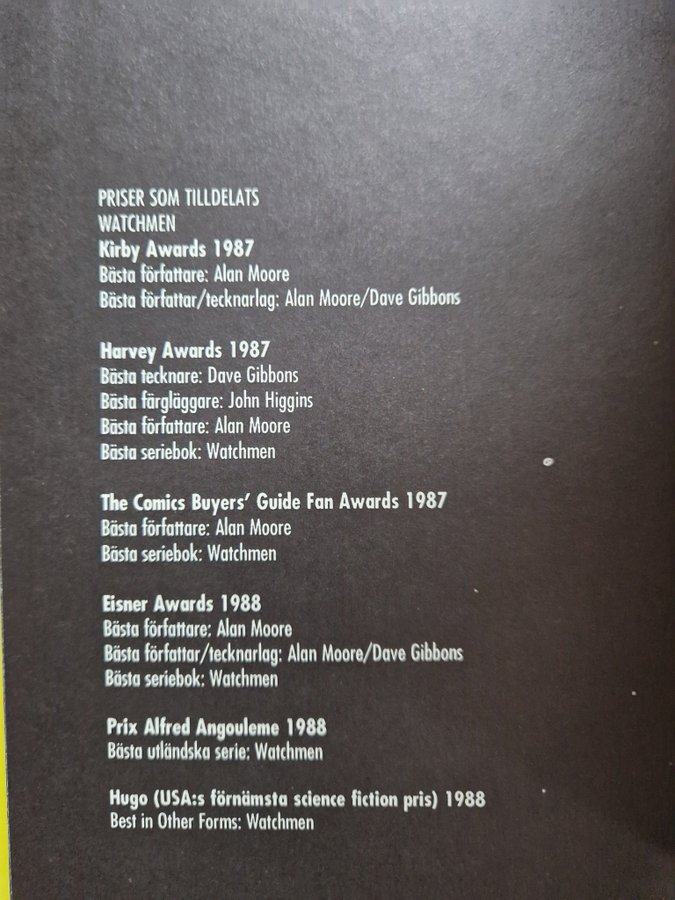 PRISER SOM TILLDELATS
WATCHMEN
Kirby Awards 1987
Bästa författare: Alan Moore
Bästa författar/tecknarlag: Alan Moore/Dave Gibbons
Harvey Awards 1987
Bästa tecknare: Dave Gibbons
Bästa färgläggare: John Higgins
Bästa författare: Alan Moore
Bästa seriebok: Watchmen
The Comics Buyers’ Guide Fan Awards 1987
Bästa författare: Alan Moore
Bästa seriebok: Watchmen
Eisner Awards 1988
Bästa författare: Alan Moore
Bästa författar/tecknarlag: Alan Moore/Dave Gibbons
Bästa seriebok: Watchmen
Prix Alfred Angouleme 1988
Bästa utländska serie: Watchmen
Hugo (USA:s förnämsta science fiction pris) 1988
Best in Other Forms: Watchmen